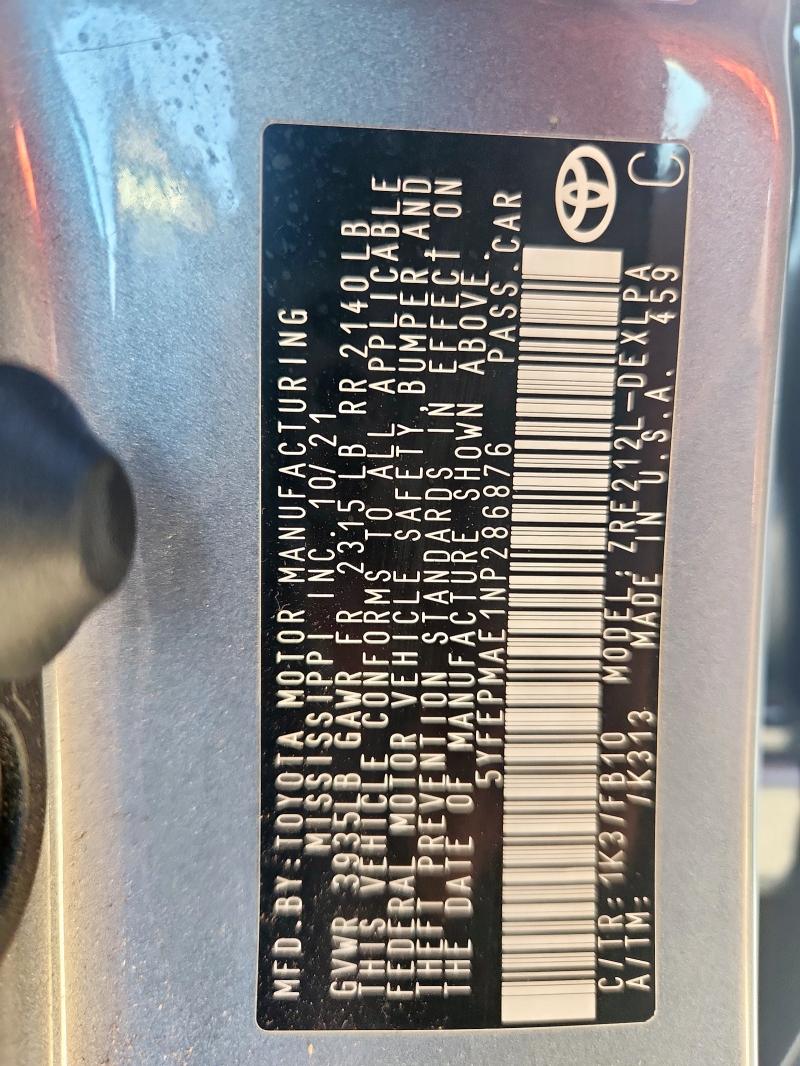 MFD.BY:TOYOTA MOTOR MANUFACTURING
MISSISSIPPI INC. 10/21
GVWR 3935LB GAWR FR 2315 LB RR 2140LB
THIS VEHICLE CONFORMS TO ALL APPLICABLE
FEDERAL MOTOR VEHICLE SAFETY, BUMPER AND
THEFT PREVENTION STANDARDS IN EFFECT ON
THE DATE OF MANUFACTURE SHOWN ABOVE.
5YFEPMAE1NP286876 PASS.CAR
C/TR: 1K3/FB10 MODEL: ZRE212L-DEXLPA
A/TM: /K313 MADE IN U.S.A. 459
C